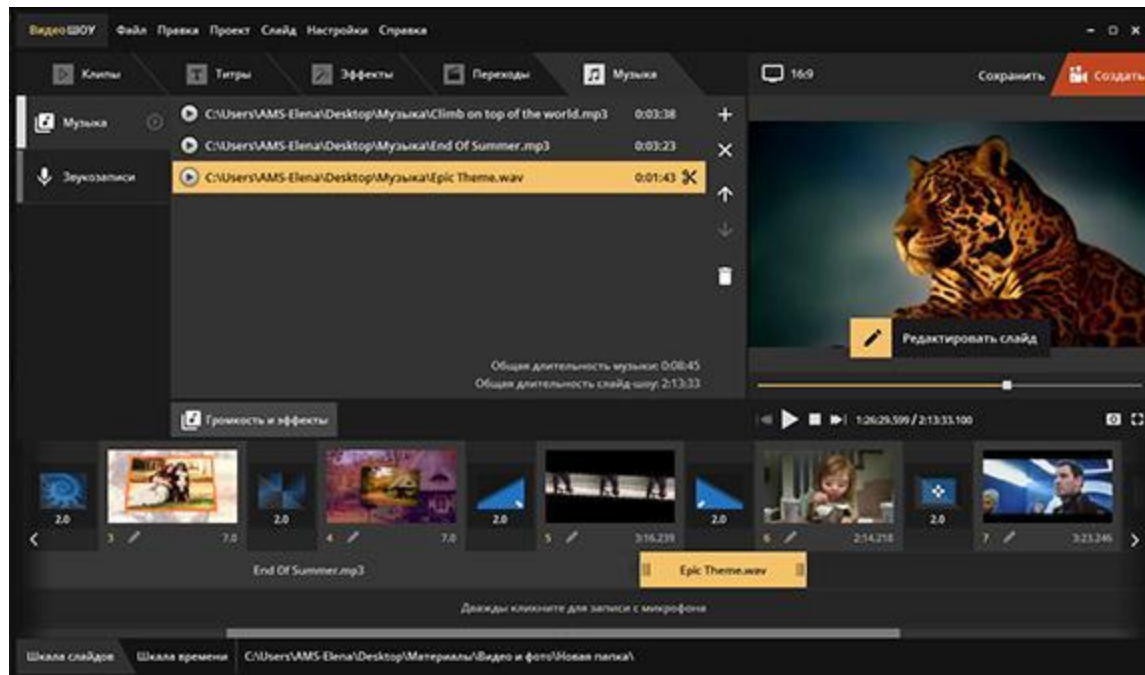 ВидеоШОУ Файл Правка Проект Слайд Настройки Справка
Клипы Титры Эффекты Переходы Музыка 16:9 Сохранить Создать
Музыка
Звукозаписи
C:\Users\AMS-Elena\Desktop\Музыка\Climb on top of the world.mp3 0:03:38
C:\Users\AMS-Elena\Desktop\Музыка\End Of Summer.mp3 0:03:23
C:\Users\AMS-Elena\Desktop\Музыка\Epic Theme.wav 0:01:43
Общая длительность музыки: 0:08:45
Общая длительность слайд-шоу: 2:13:33
Редактировать слайд
Громкость и эффекты
1:26:29.599 / 2:13:33.100
2.0 2.0 2.0 2.0 2.0
3 7.0 4 7.0 5 3:16.239 6 2:14.218 7 3:23.246
End Of Summer.mp3 Epic Theme.wav
Дважды кликните для записи с микрофона
Шкала слайдов Шкала времени C:\Users\AMS-Elena\Desktop\Материалы\Видео и фото\Новая папка\